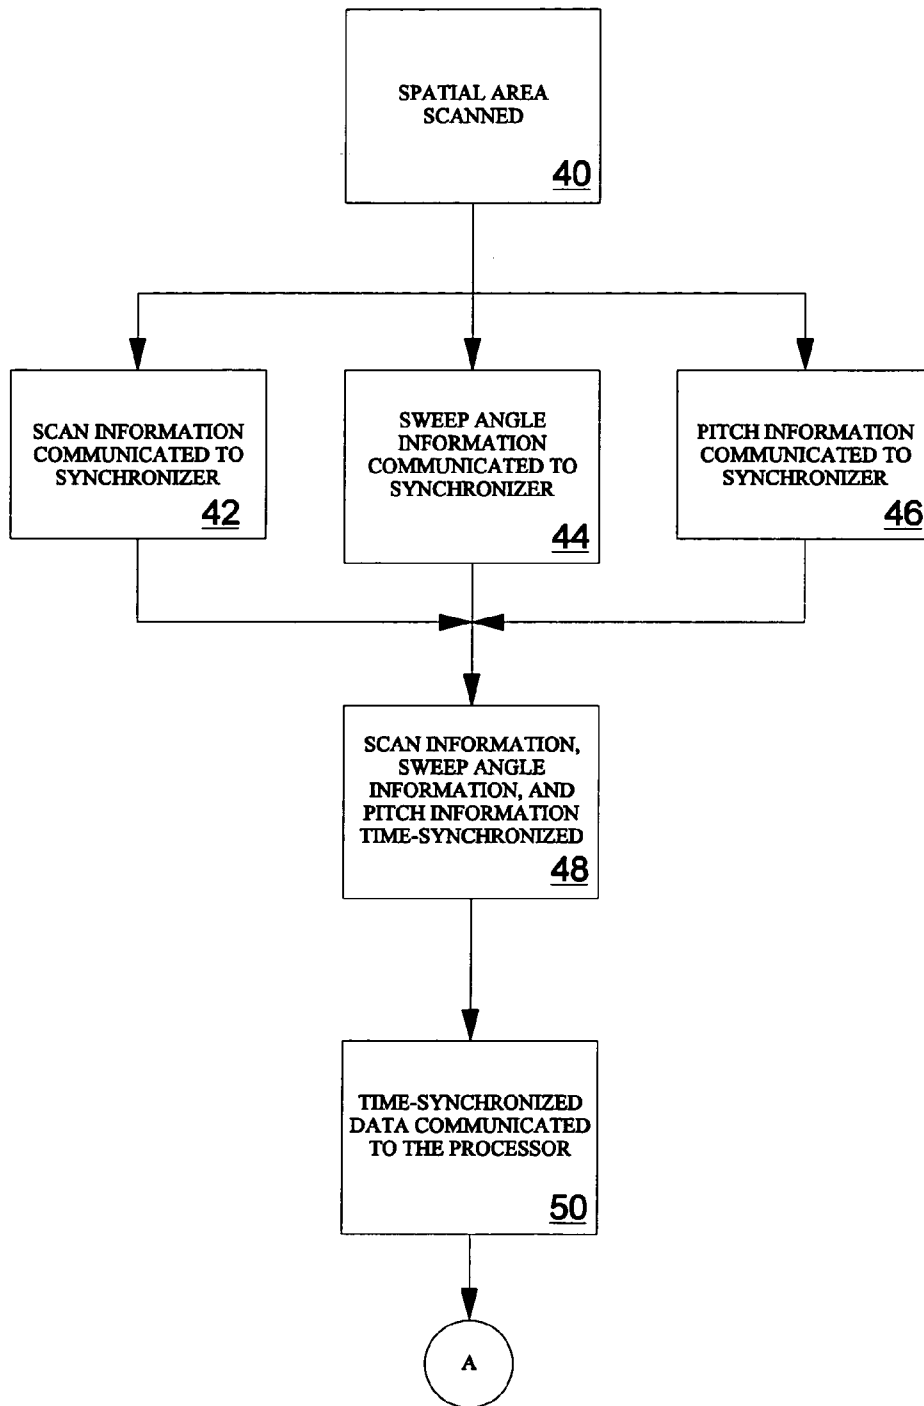 SPATIAL AREA
SCANNED
40
SCAN INFORMATION
COMMUNICATED TO
SYNCHRONIZER
42
SWEEP ANGLE
INFORMATION
COMMUNICATED TO
SYNCHRONIZER
44
PITCH INFORMATION
COMMUNICATED TO
SYNCHRONIZER
46
SCAN INFORMATION,
SWEEP ANGLE
INFORMATION, AND
PITCH INFORMATION
TIME-SYNCHRONIZED
48
TIME-SYNCHRONIZED
DATA COMMUNICATED
TO THE PROCESSOR
50
A